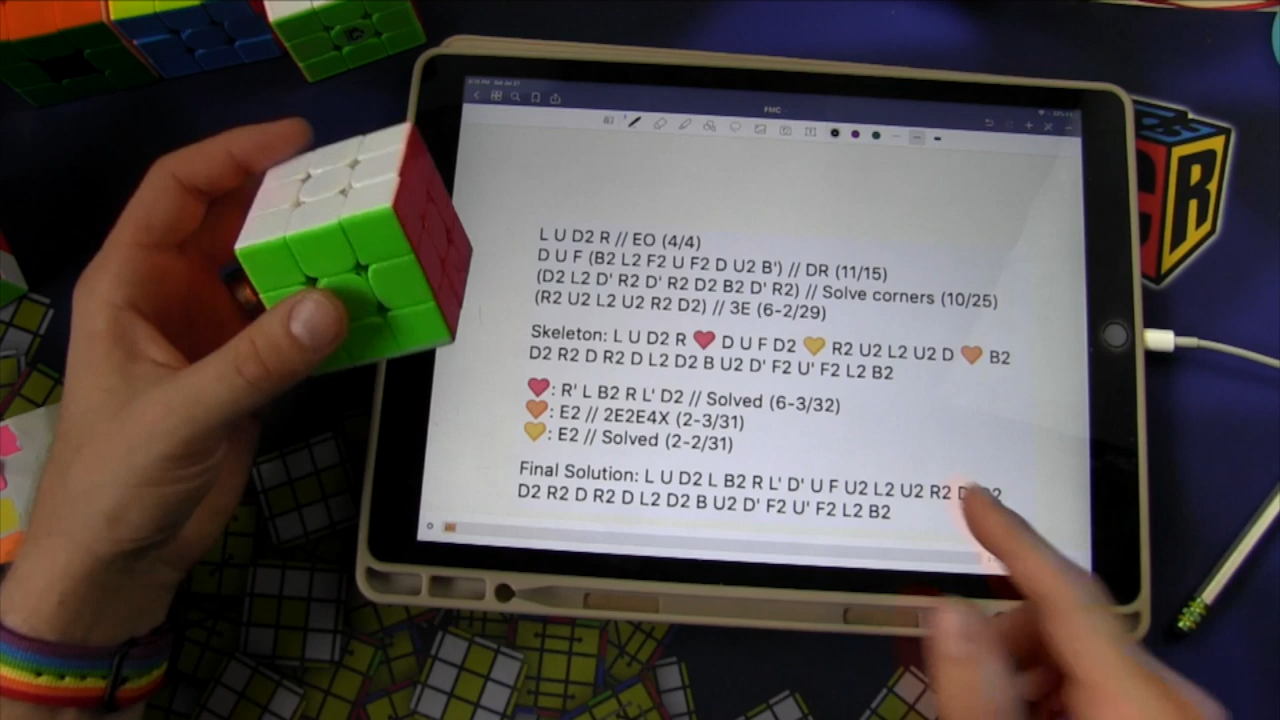 FMC
L U D2 R // EO (4/4)
D U F (B2 L2 F2 U F2 D U2 B') // DR (11/15)
(D2 L2 D' R2 D' R2 D2 B2 D' R2) // Solve corners (10/25)
(R2 U2 L2 U2 R2 D2) // 3E (6-2/29)
Skeleton: L U D2 R ❤️ D U F D2 💛 R2 U2 L2 U2 D 🧡 B2
D2 R2 D R2 D L2 D2 B U2 D' F2 U' F2 L2 B2
❤️: R' L B2 R L' D2 // Solved (6-3/32)
🧡: E2 // 2E2E4X (2-3/31)
💛: E2 // Solved (2-2/31)
Final Solution: L U D2 L B2 R L' D' U F U2 L2 U2 R2
D2 R2 D R2 D L2 D2 B U2 D' F2 U' F2 L2 B2
R